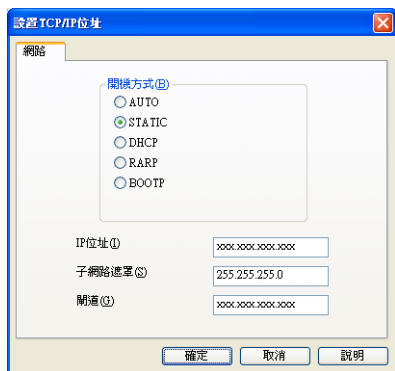 設置TCP/IP位址
網路
開機方式(B)
AUTO
STATIC
DHCP
RARP
BOOTP
IP位址(I) xxx.xxx.xxx.xxx
子網路遮罩(S) 255.255.255.0
閘道(G) xxx.xxx.xxx.xxx
確定 取消 說明